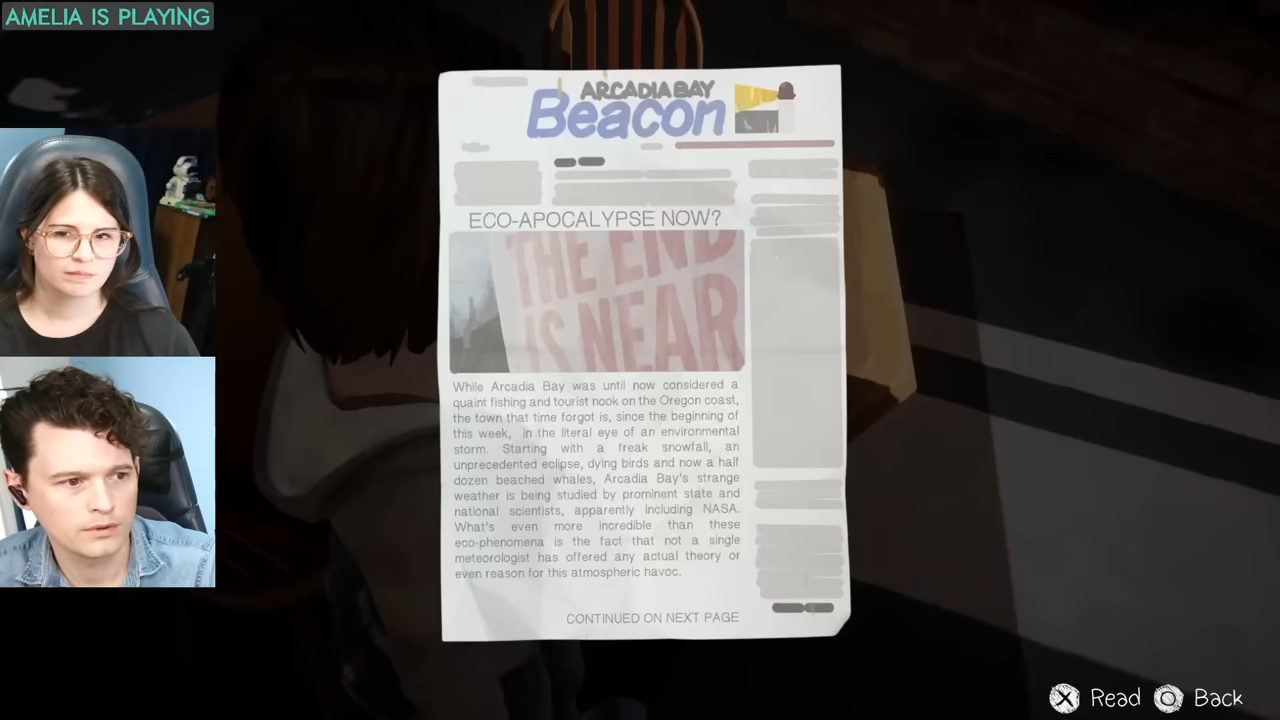 AMELIA IS PLAYING
ARCADIA BAY
Beacon
ECO-APOCALYPSE NOW?
THE END
IS NEAR
While Arcadia Bay was until now considered a
quaint fishing and tourist nook on the Oregon coast,
the town that time forgot is, since the beginning of
this week, in the literal eye of an environmental
storm. Starting with a freak snowfall, an
unprecedented eclipse, dying birds and now a half
dozen beached whales, Arcadia Bay's strange
weather is being studied by prominent state and
national scientists, apparently including NASA.
What's even more incredible than these
eco-phenomena is the fact that not a single
meteorologist has offered any actual theory or
even reason for this atmospheric havoc.
CONTINUED ON NEXT PAGE
Read Back